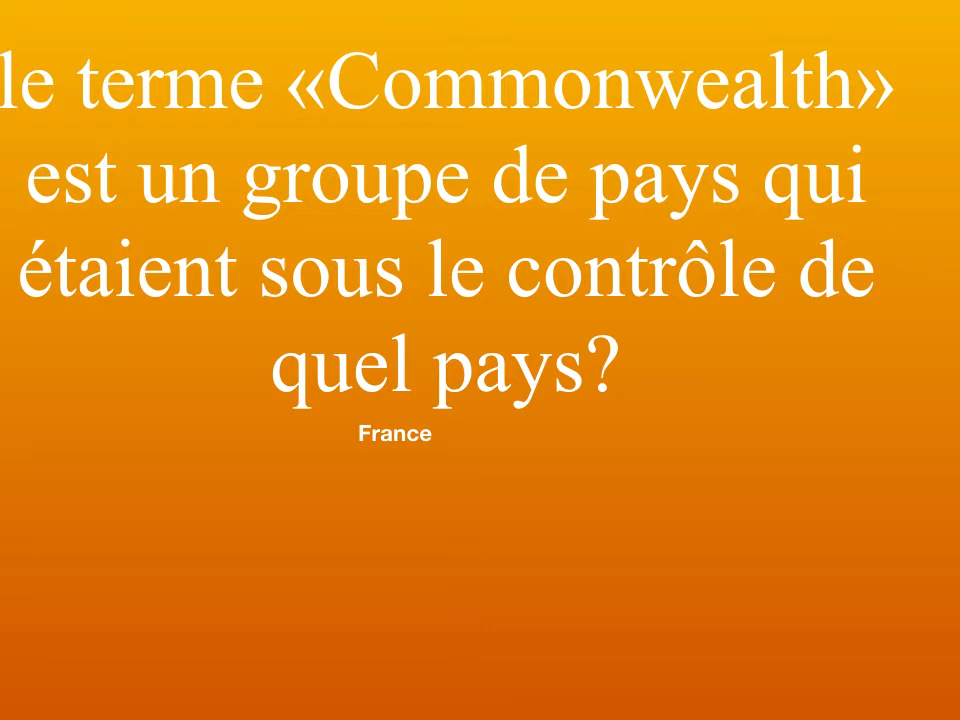 le terme «Commonwealth»
est un groupe de pays qui
étaient sous le contrôle de
quel pays?
France